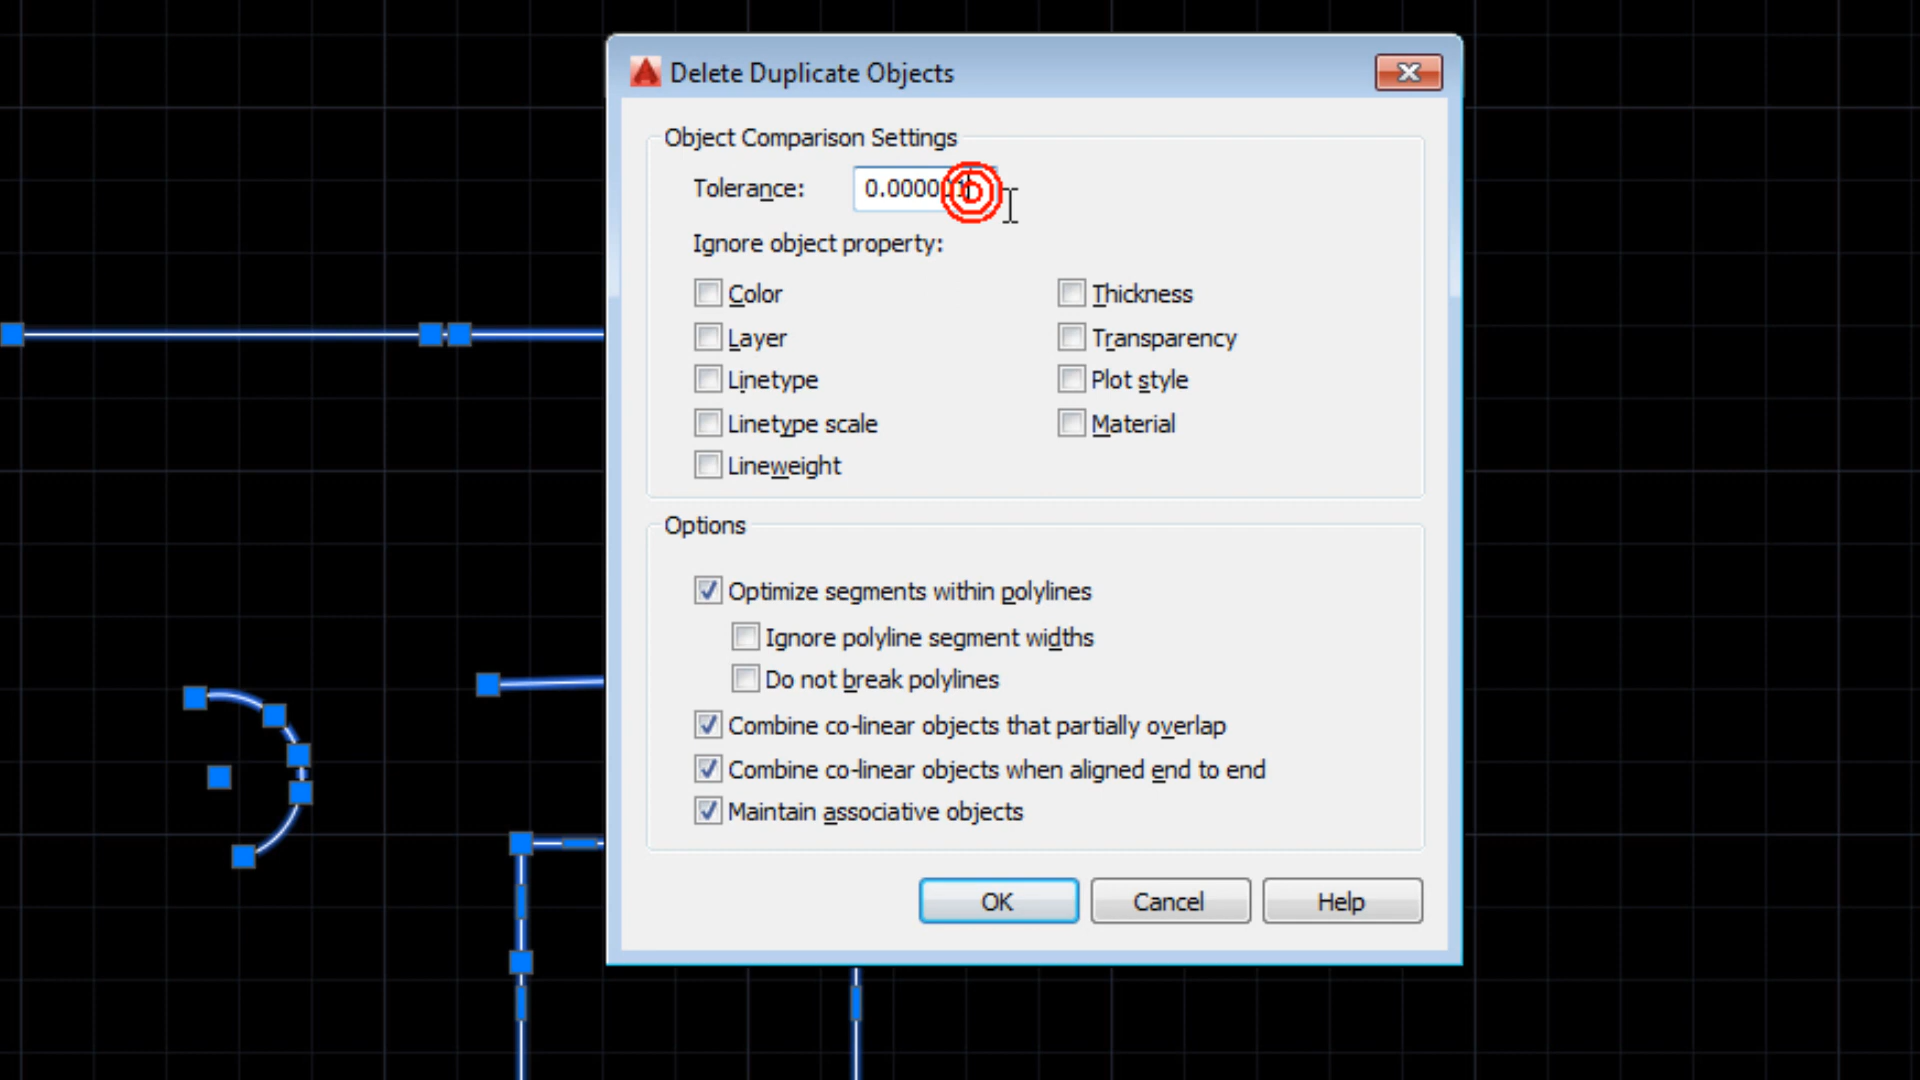 Delete Duplicate Objects
Object Comparison Settings
Tolerance: 0.000001
Ignore object property:
Color
Thickness
Layer
Transparency
Linetype
Plot style
Linetype scale
Material
Lineweight
Options
Optimize segments within polylines
Ignore polyline segment widths
Do not break polylines
Combine co-linear objects that partially overlap
Combine co-linear objects when aligned end to end
Maintain associative objects
OK Cancel Help